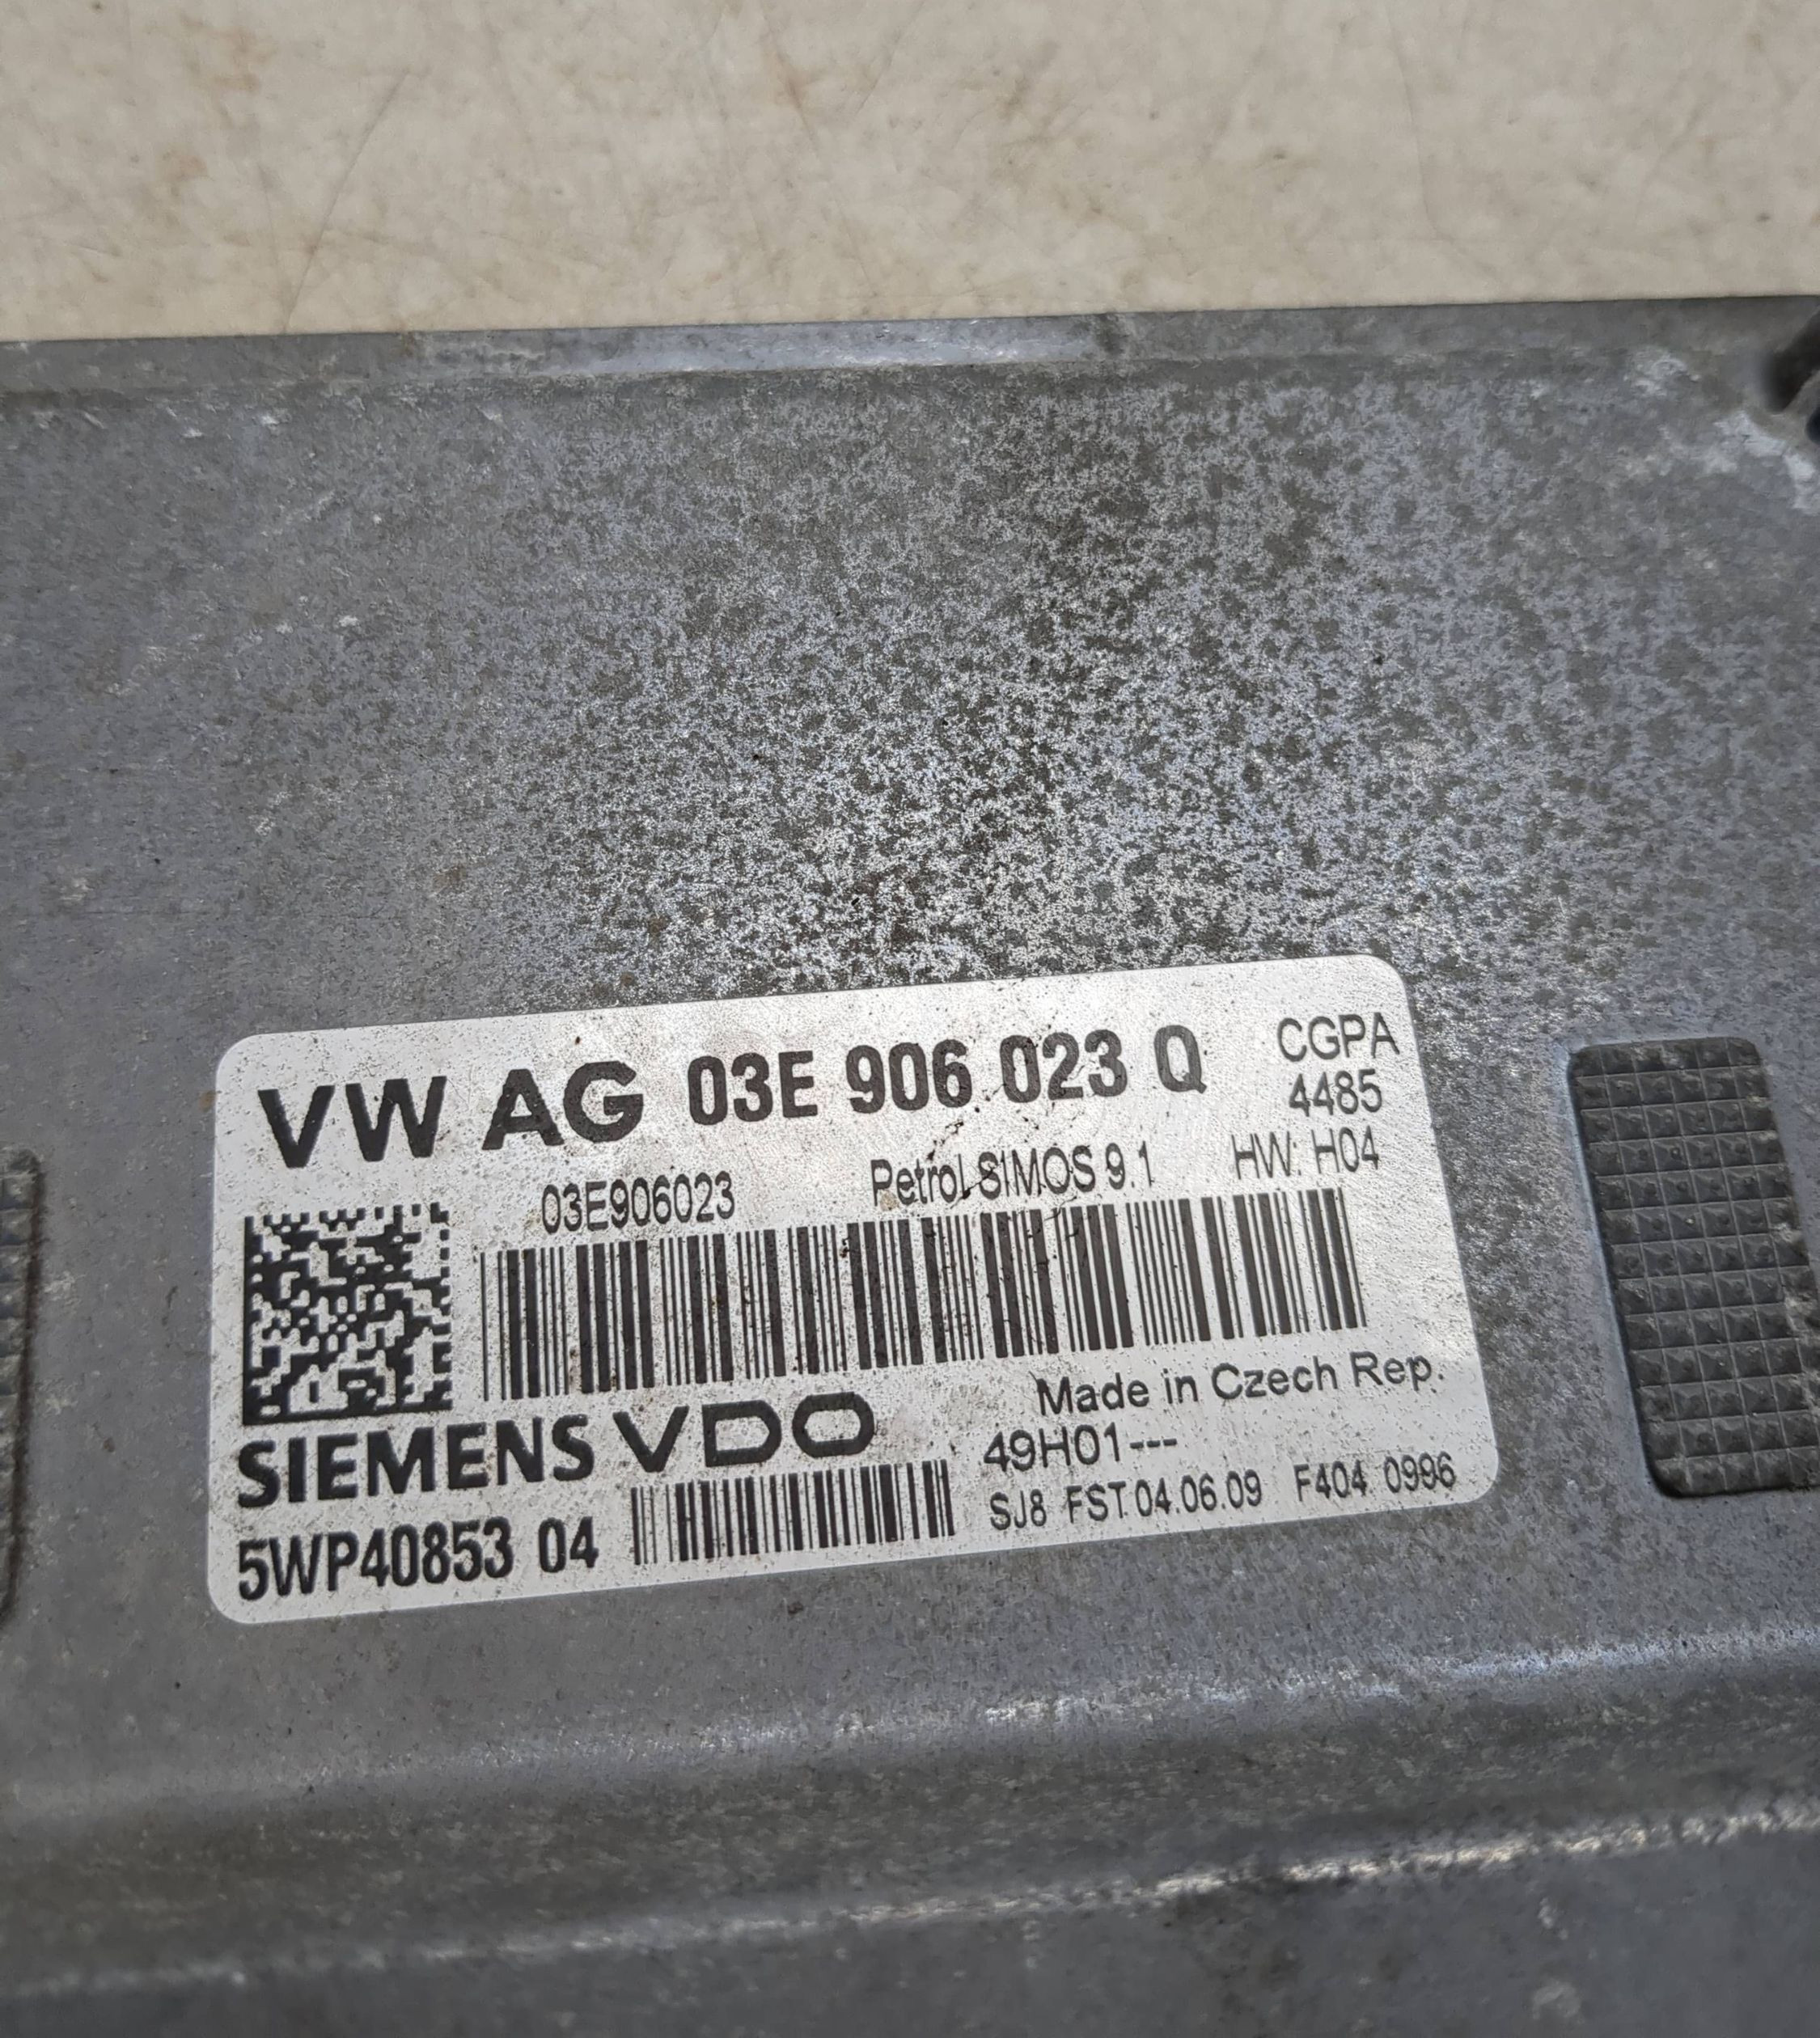 VW AG 03E 906 023 Q
CGPA
4485
03E906023 Petrol SIMOS 9.1 HW: H04
Made in Czech Rep.
SIEMENS VDO
49H01---
SJ8 FST 04.06.09 F404 0996
5WP40853 04